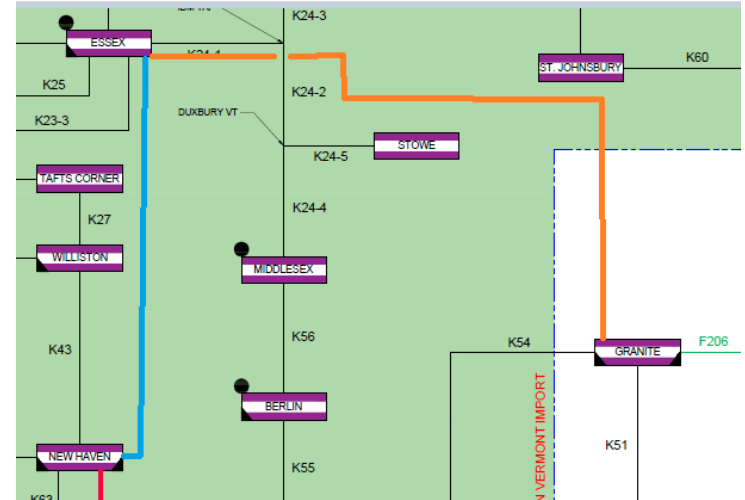 K24-3
ESSEX
K24-1
K60
ST. JOHNSBURY
K25
K24-2
DUXBURY VT
K23-3
STOWE
K24-5
TAFTS CORNER
K27
K24-4
WILLISTON
MIDDLESEX
K43
K56
K54
F206
GRANITE
BERLIN
VERMONT IMPORT
K51
NEW HAVEN
K55
K63